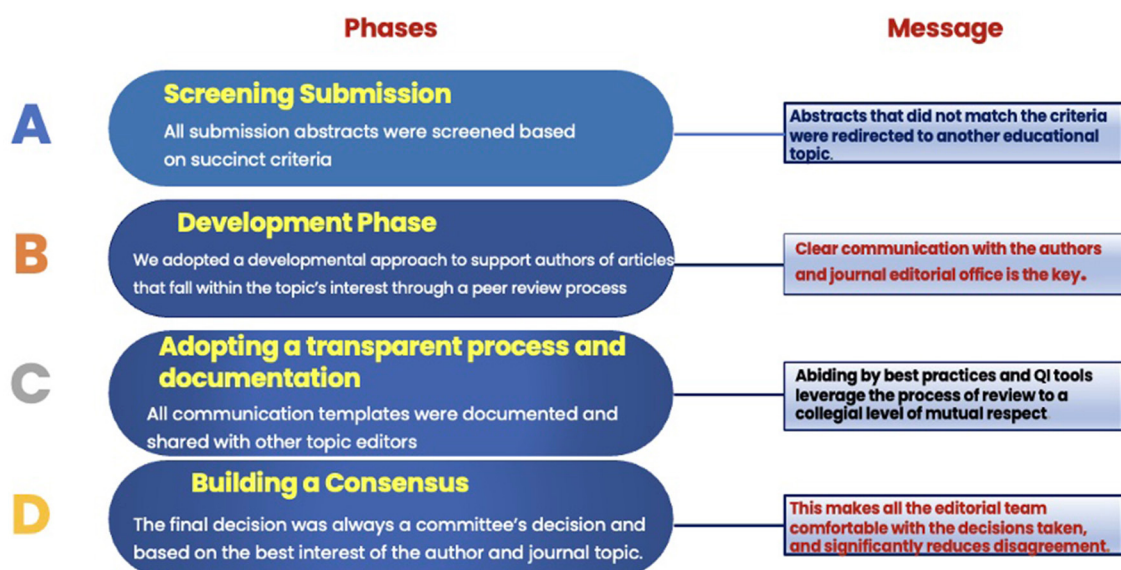 Phases
Message
A
Screening Submission
All submission abstracts were screened based
on succinct criteria
Abstracts that did not match the criteria
were redirected to another educational
topic.
B
Development Phase
We adopted a developmental approach to support authors of articles
that fall within the topic's interest through a peer review process
Clear communication with the authors
and journal editorial office is the key.
C
Adopting a transparent process and
documentation
All communication templates were documented and
shared with other topic editors
Abiding by best practices and QI tools
leverage the process of review to a
collegial level of mutual respect
D
Building a Consensus
The final decision was always a committee's decision and
based on the best interest of the author and journal topic.
This makes all the editorial team
comfortable with the decisions taken,
and significantly reduces disagreement.